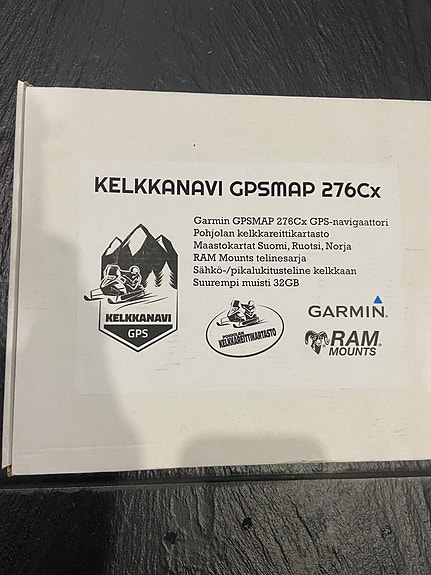 KELKKANAVI GPSMAP 276Cx
Garmin GPSMAP 276Cx GPS-navigaattori
Pohjolan kelkkareittikartasto
Maastokartat Suomi, Ruotsi, Norja
RAM Mounts telinesarja
Sähkö-/pikalukitusteline kelkkaan
Suurempi muisti 32GB
KELKKANAVI
GPS
POHJOLAN
KELKKAREITTIKARTASTO
GARMIN
RAM
MOUNTS